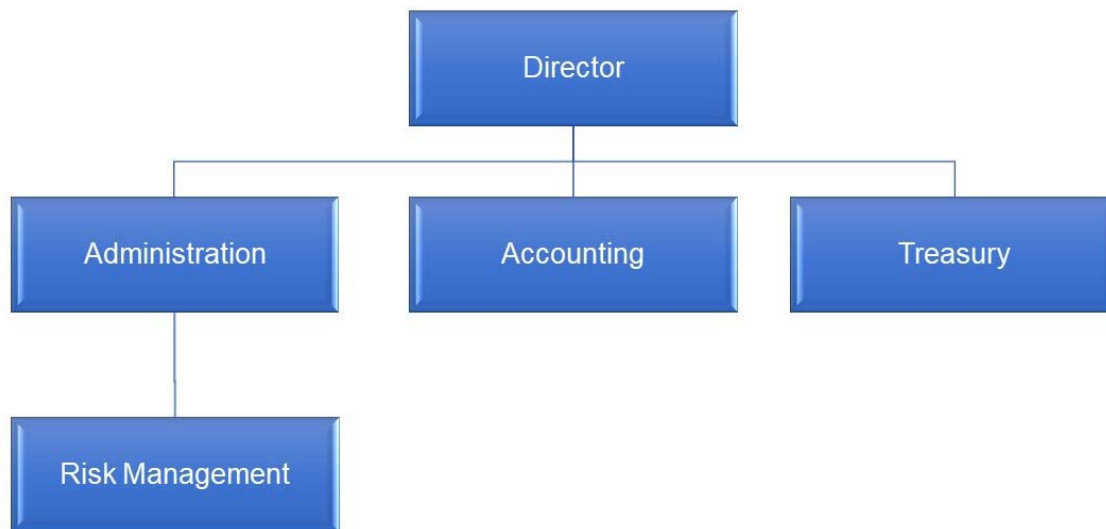 Director
Administration
Accounting
Treasury
Risk Management